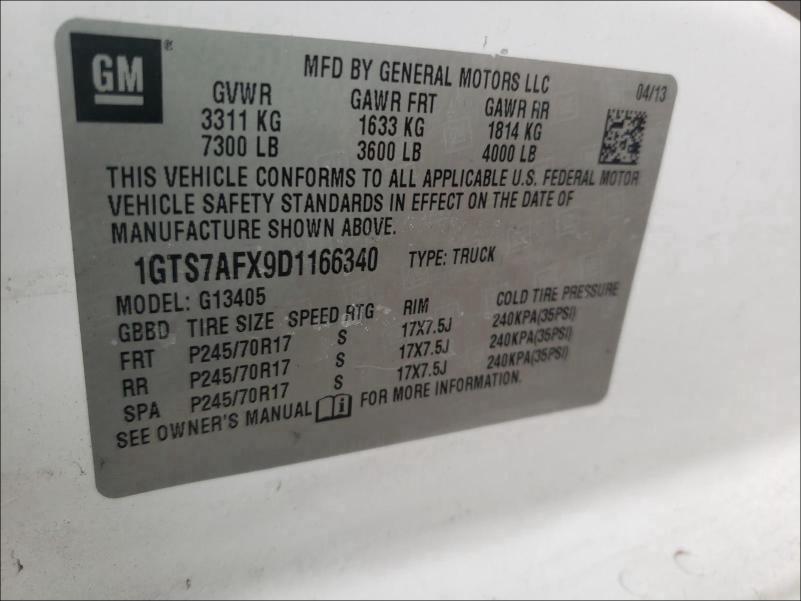 GM ®
MFD BY GENERAL MOTORS LLC
04/13
GVWR GAWR FRT GAWR RR
3311 KG 1633 KG 1814 KG
7300 LB 3600 LB 4000 LB
THIS VEHICLE CONFORMS TO ALL APPLICABLE U.S. FEDERAL MOTOR
VEHICLE SAFETY STANDARDS IN EFFECT ON THE DATE OF
MANUFACTURE SHOWN ABOVE.
1GTS7AFX9D1166340 TYPE: TRUCK
MODEL: G13405
GBBD TIRE SIZE SPEED RTG RIM COLD TIRE PRESSURE
FRT P245/70R17 S 17X7.5J 240KPA(35PSI)
RR P245/70R17 S 17X7.5J 240KPA(35PSI)
SPA P245/70R17 S 17X7.5J 240KPA(35PSI)
SEE OWNER'S MANUAL i FOR MORE INFORMATION.